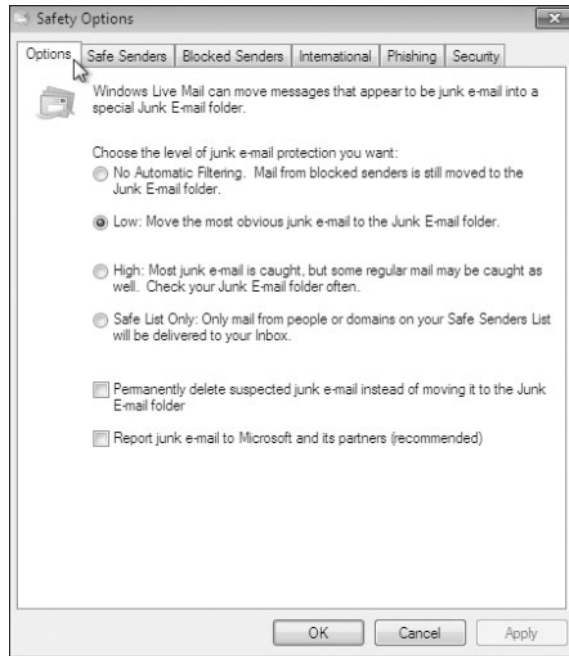 Safety Options
Options
Safe Senders
Blocked Senders
International
Phishing
Security
Windows Live Mail can move messages that appear to be junk e-mail into a
special Junk E-mail folder.
Choose the level of junk e-mail protection you want:
No Automatic Filtering. Mail from blocked senders is still moved to the
Junk E-mail folder.
Low: Move the most obvious junk e-mail to the Junk E-mail folder.
High: Most junk e-mail is caught, but some regular mail may be caught as
well. Check your Junk E-mail folder often.
Safe List Only: Only mail from people or domains on your Safe Senders List
will be delivered to your Inbox.
Permanently delete suspected junk e-mail instead of moving it to the Junk
E-mail folder
Report junk e-mail to Microsoft and its partners (recommended)
OK
Cancel
Apply